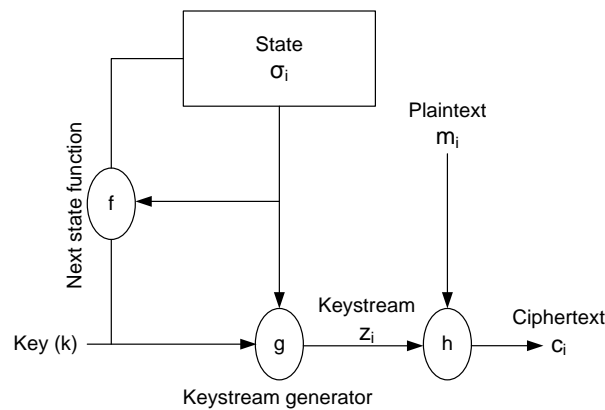 State
σi
Plaintext
mi
Next state function
f
Keystream
zi
Ciphertext
ci
Key (k)
g
h
Keystream generator